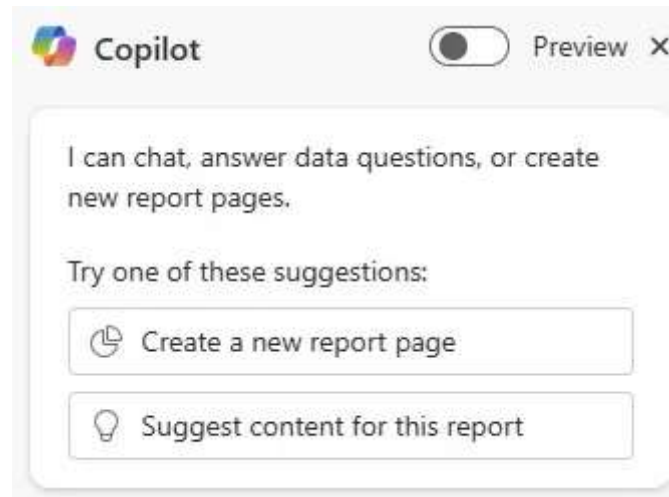 Copilot Preview
I can chat, answer data questions, or create
new report pages.
Try one of these suggestions:
Create a new report page
Suggest content for this report